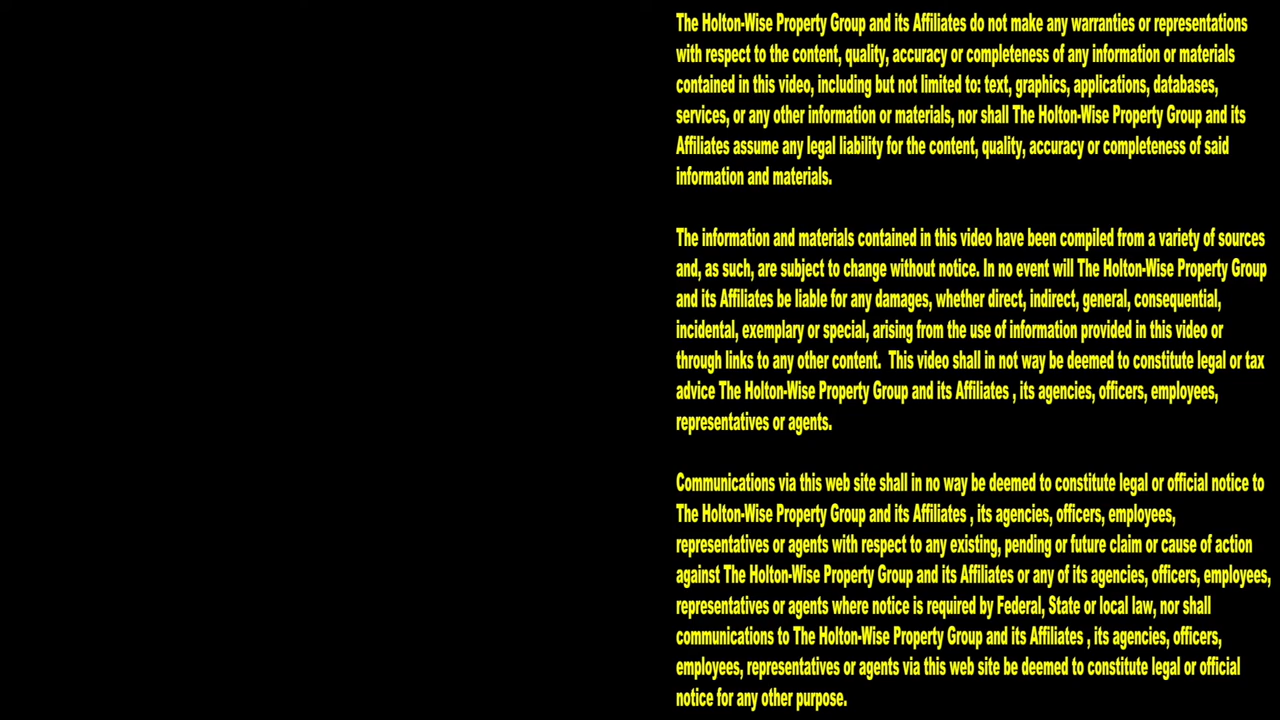 The Holton-Wise Property Group and its Affiliates do not make any warranties or representations
with respect to the content, quality, accuracy or completeness of any information or materials
contained in this video, including but not limited to: text, graphics, applications, databases,
services, or any other information or materials, nor shall The Holton-Wise Property Group and its
Affiliates assume any legal liability for the content, quality, accuracy or completeness of said
information and materials.
The information and materials contained in this video have been compiled from a variety of sources
and, as such, are subject to change without notice. In no event will The Holton-Wise Property Group
and its Affiliates be liable for any damages, whether direct, indirect, general, consequential,
incidental, exemplary or special, arising from the use of information provided in this video or
through links to any other content.  This video shall in not way be deemed to constitute legal or tax
advice The Holton-Wise Property Group and its Affiliates , its agencies, officers, employees,
representatives or agents.
Communications via this web site shall in no way be deemed to constitute legal or official notice to
The Holton-Wise Property Group and its Affiliates , its agencies, officers, employees,
representatives or agents with respect to any existing, pending or future claim or cause of action
against The Holton-Wise Property Group and its Affiliates or any of its agencies, officers, employees,
representatives or agents where notice is required by Federal, State or local law, nor shall
communications to The Holton-Wise Property Group and its Affiliates , its agencies, officers,
employees, representatives or agents via this web site be deemed to constitute legal or official
notice for any other purpose.